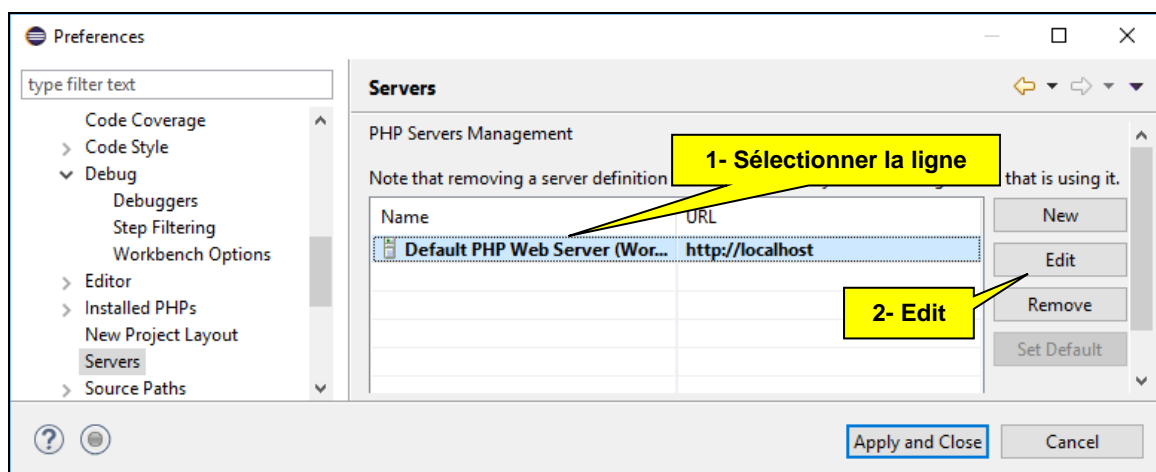 Preferences
type filter text
Code Coverage
Code Style
Debug
Debuggers
Step Filtering
Workbench Options
Editor
Installed PHPs
New Project Layout
Servers
Source Paths
Servers
PHP Servers Management
1- Sélectionner la ligne
Note that removing a server definition that is using it.
Name URL
Default PHP Web Server (Wor... http://localhost
New
Edit
2- Edit
Remove
Set Default
Apply and Close
Cancel